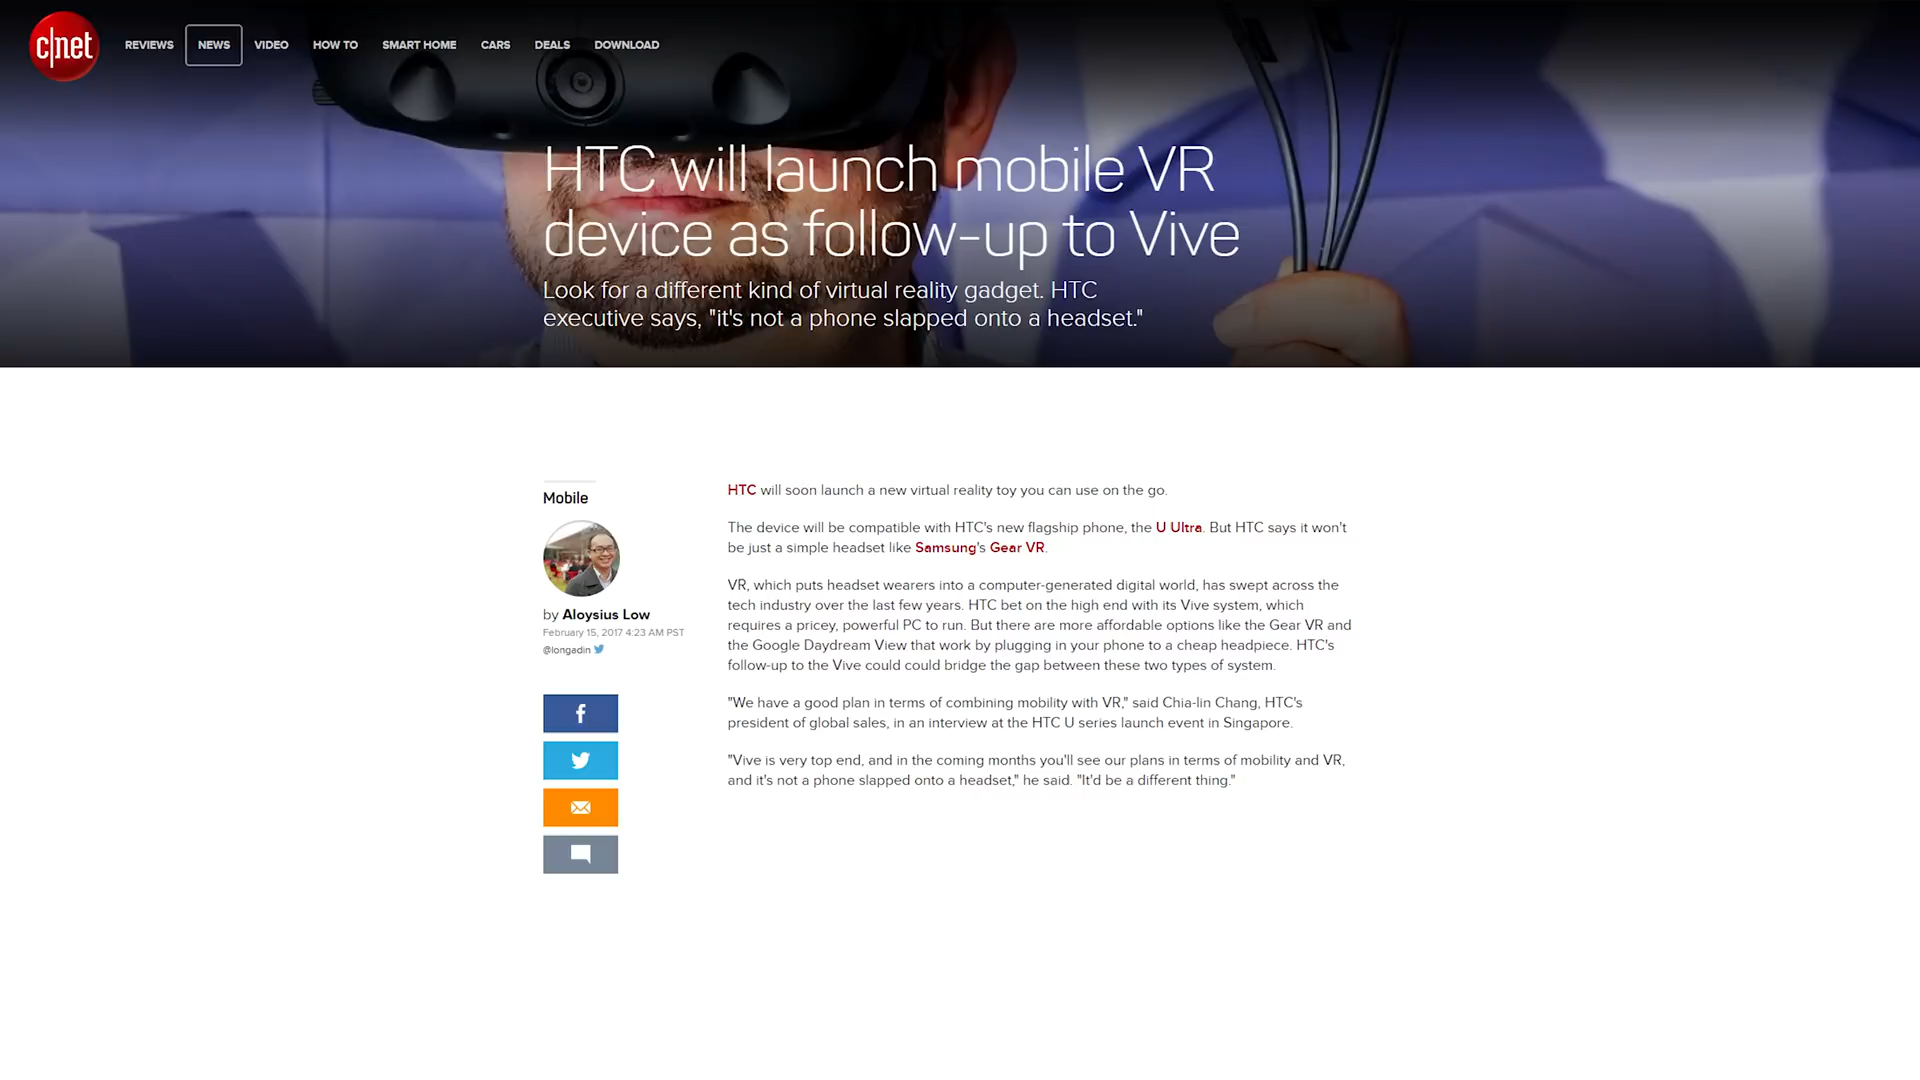 c|net
REVIEWS
NEWS
VIDEO
HOW TO
SMART HOME
CARS
DEALS
DOWNLOAD
HTC will launch mobile VR
device as follow-up to Vive
Look for a different kind of virtual reality gadget. HTC
executive says, "it's not a phone slapped onto a headset."
Mobile
by Aloysius Low
February 15, 2017 4:23 AM PST
@longadin
HTC will soon launch a new virtual reality toy you can use on the go.
The device will be compatible with HTC's new flagship phone, the U Ultra. But HTC says it won't
be just a simple headset like Samsung's Gear VR.
VR, which puts headset wearers into a computer-generated digital world, has swept across the
tech industry over the last few years. HTC bet on the high end with its Vive system, which
requires a pricey, powerful PC to run. But there are more affordable options like the Gear VR and
the Google Daydream View that work by plugging in your phone to a cheap headpiece. HTC's
follow-up to the Vive could could bridge the gap between these two types of system.
"We have a good plan in terms of combining mobility with VR," said Chia-lin Chang, HTC's
president of global sales, in an interview at the HTC U series launch event in Singapore.
"Vive is very top end, and in the coming months you'll see our plans in terms of mobility and VR,
and it's not a phone slapped onto a headset," he said. "It'd be a different thing."